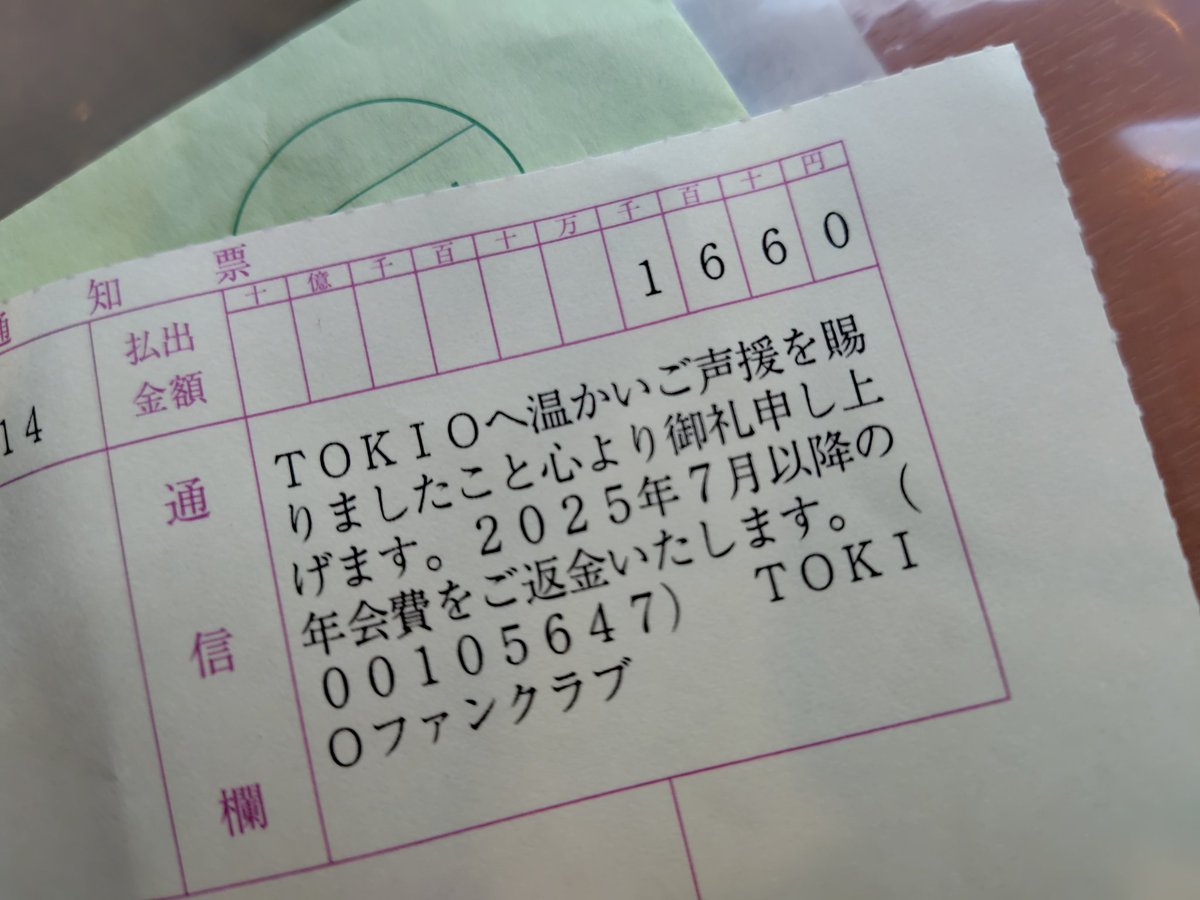 通知票
払出金額
十億千百十万千百十円
1660
14
通信欄
TOKIOへ温かいご声援を賜
りましたこと心より御礼申し上
げます。2025年7月以降の
年会費をご返金いたします。（
00105647）　TOKI
Oファンクラブ